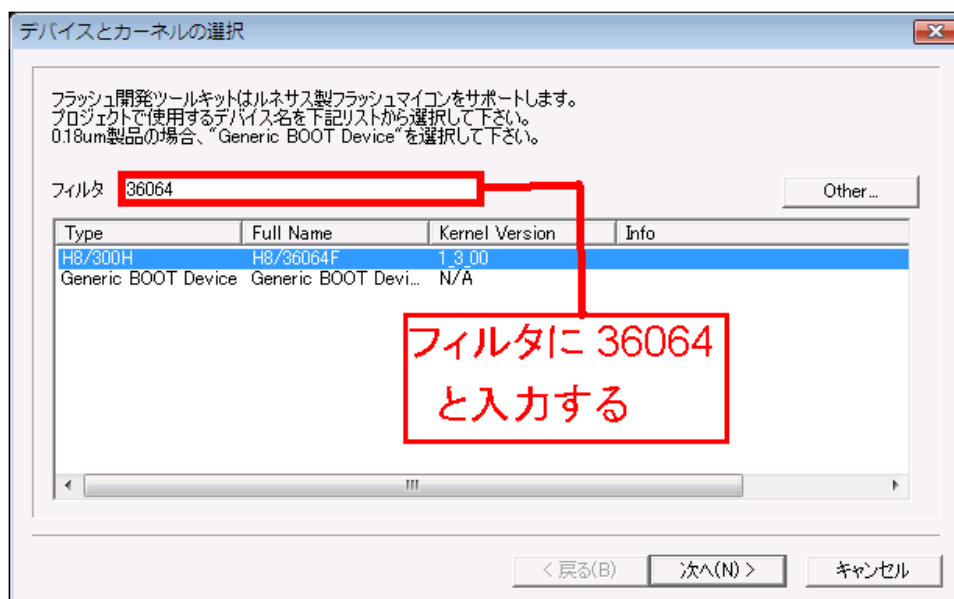 デバイスとカーネルの選択
フラッシュ開発ツールキットはルネサス製フラッシュマイコンをサポートします。
プロジェクトで使用するデバイス名を下記リストから選択して下さい。
0.18um製品の場合、"Generic BOOT Device"を選択して下さい。
フィルタ 36064 Other...
Type Full Name Kernel Version Info
H8/300H H8/36064F 1_3_00
Generic BOOT Device Generic BOOT Devi... N/A
フィルタに 36064
と入力する
< 戻る(B) 次へ(N) > キャンセル